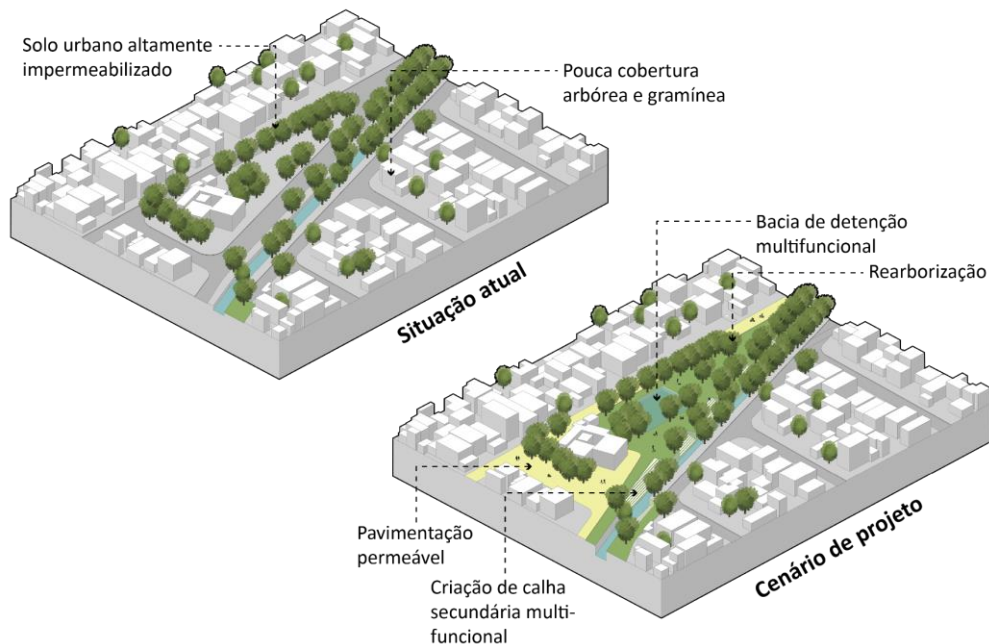 Solo urbano altamente
impermeabilizado
Pouca cobertura
arbórea e gramínea
Situação atual
Bacia de detenção
multifuncional
Rearborização
Pavimentação
permeável
Criação de calha
secundária multi-
funcional
Cenário de projeto